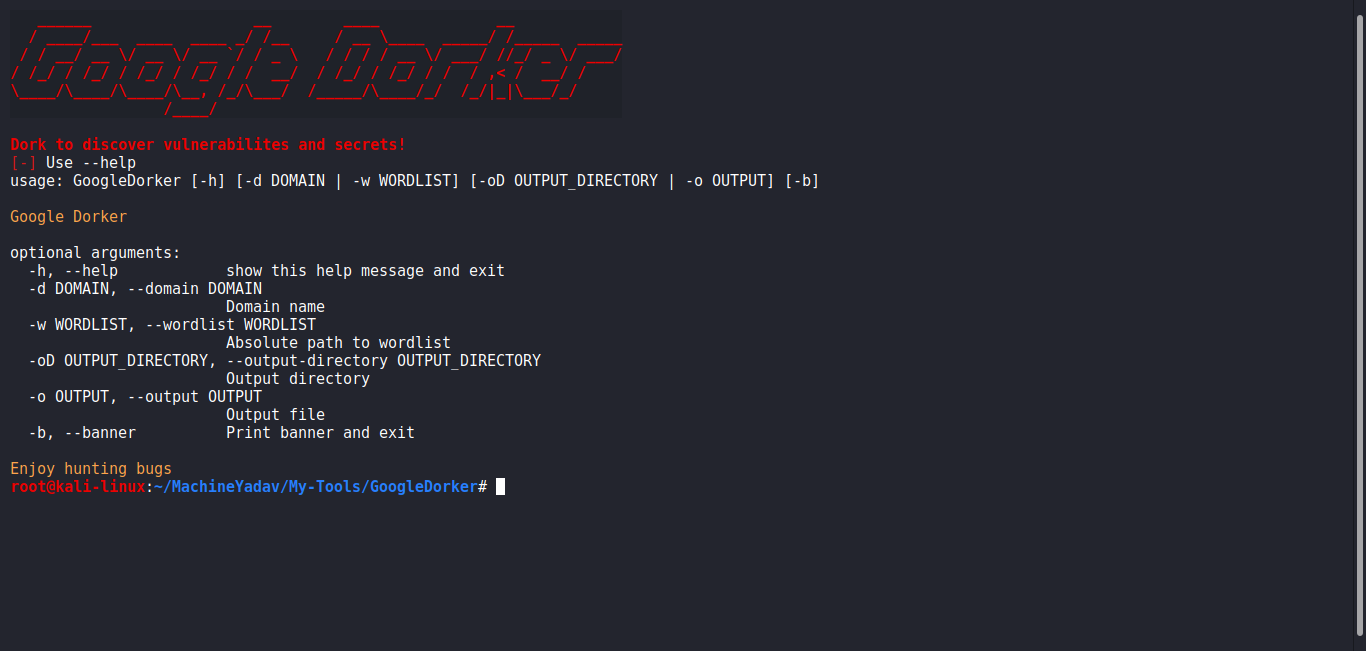 Google Dorker
Dork to discover vulnerabilites and secrets!
[-] Use --help
usage: GoogleDorker [-h] [-d DOMAIN | -w WORDLIST] [-oD OUTPUT_DIRECTORY | -o OUTPUT] [-b]
Google Dorker
optional arguments:
-h, --help show this help message and exit
-d DOMAIN, --domain DOMAIN
Domain name
-w WORDLIST, --wordlist WORDLIST
Absolute path to wordlist
-oD OUTPUT_DIRECTORY, --output-directory OUTPUT_DIRECTORY
Output directory
-o OUTPUT, --output OUTPUT
Output file
-b, --banner Print banner and exit
Enjoy hunting bugs
root@kali-linux:~/MachineYadav/My-Tools/GoogleDorker#